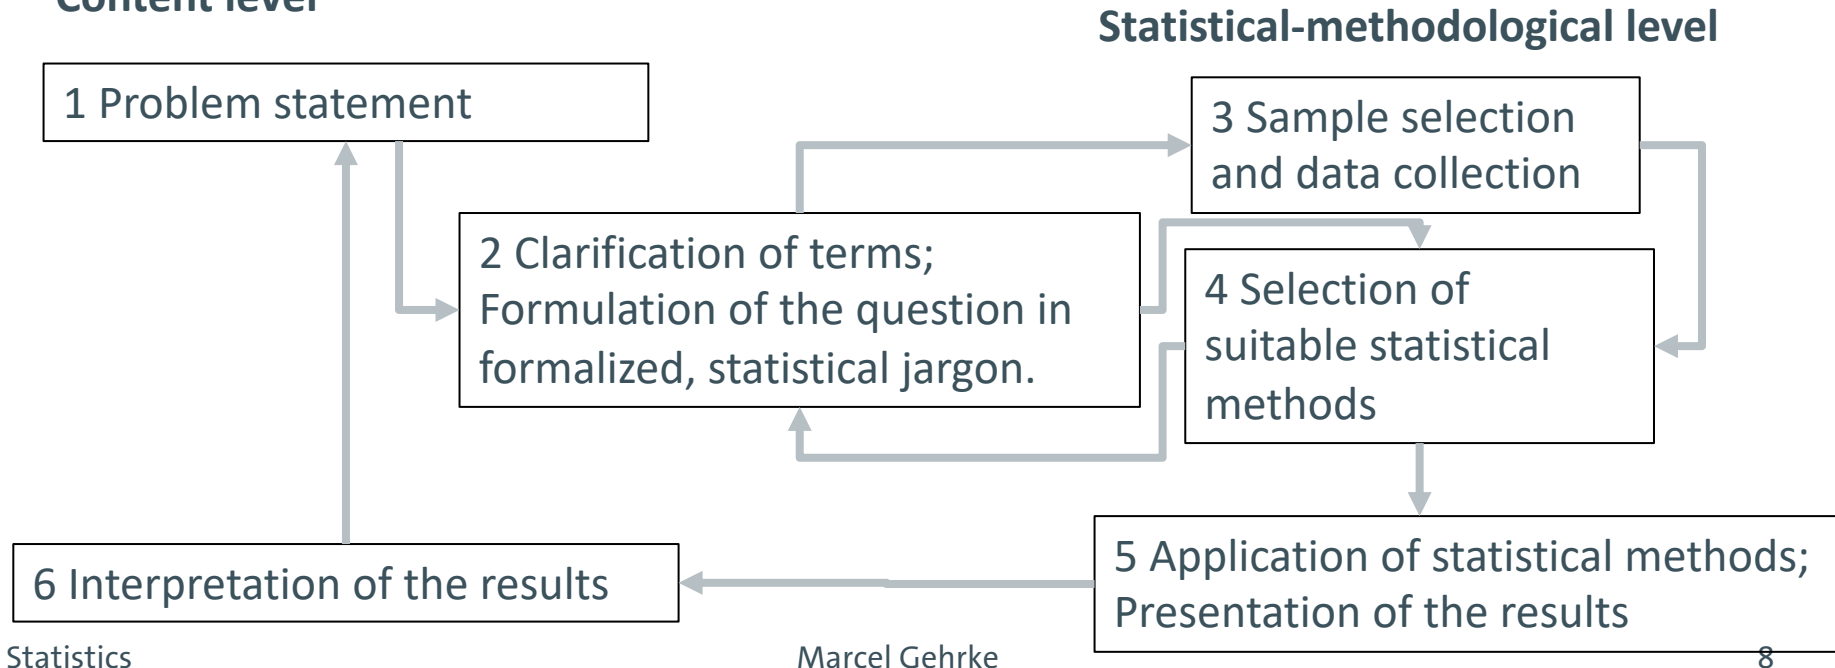 Content level
Statistical-methodological level
1 Problem statement
3 Sample selection
and data collection
2 Clarification of terms;
Formulation of the question in
formalized, statistical jargon.
4 Selection of
suitable statistical
methods
5 Application of statistical methods;
Presentation of the results
6 Interpretation of the results
Statistics
Marcel Gehrke
8